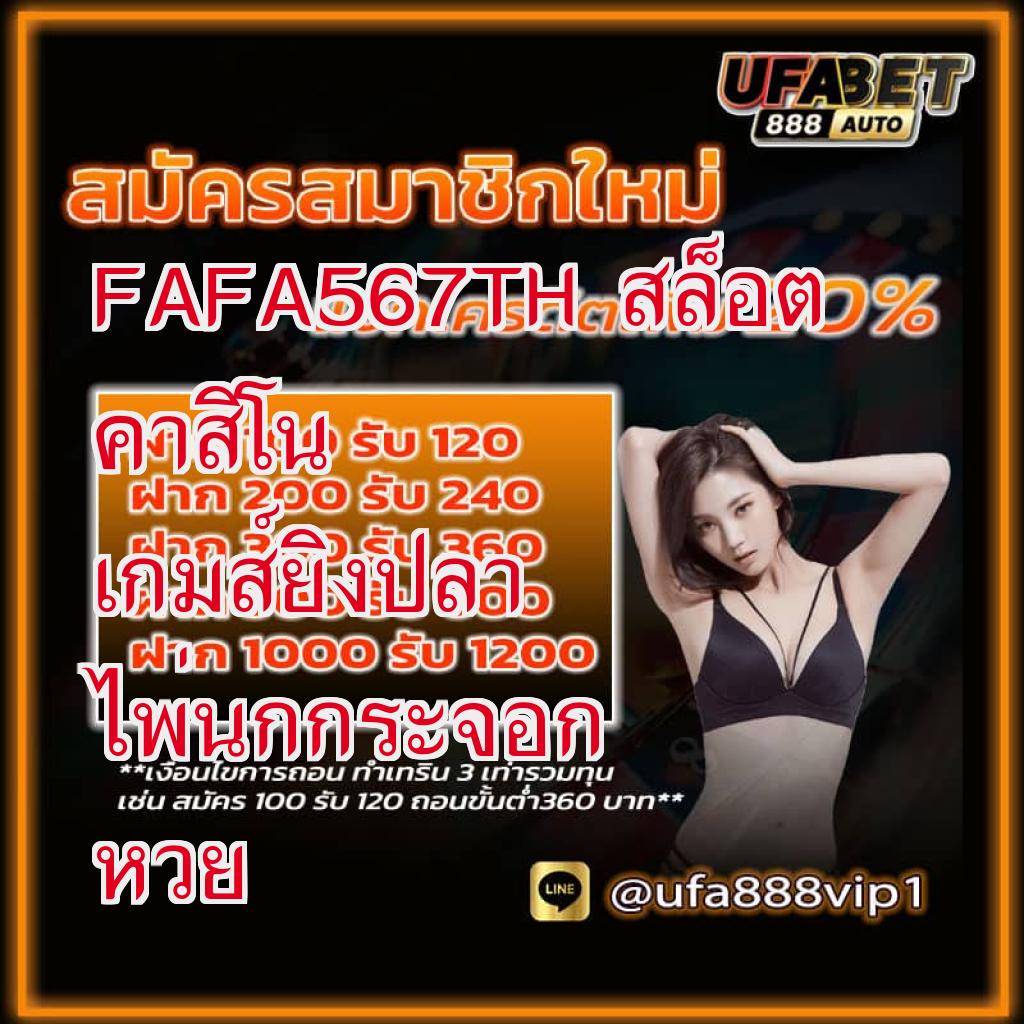 UFABET
888 AUTO
สมัครสมาชิกใหม่
FAFA567TH สล็อต
0%
คาสิโน
รับ 120
ฝาก 200 รับ 240
เกมส์ยิงปลา
ฝาก 1000 รับ 1200
ไพ่นกกระจอก
**เงื่อนไขการถอน ทำเทริน 3 เท่ารวมทุน
เช่น สมัคร 100 รับ 120 ถอนขั้นต่ำ360 บาท**
หวย
LINE @ufa888vip1